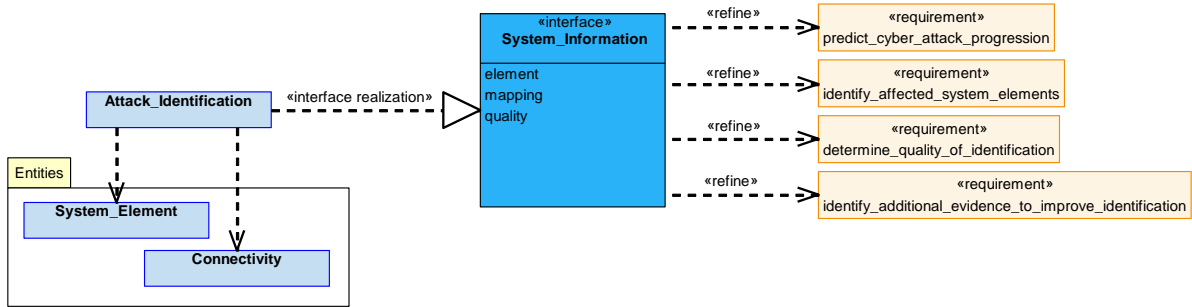 «interface»
System_Information
element
mapping
quality
Attack_Identification
«interface realization»
Entities
System_Element
Connectivity
«refine»
«requirement»
predict_cyber_attack_progression
«refine»
«requirement»
identify_affected_system_elements
«refine»
«requirement»
determine_quality_of_identification
«refine»
«requirement»
identify_additional_evidence_to_improve_identification